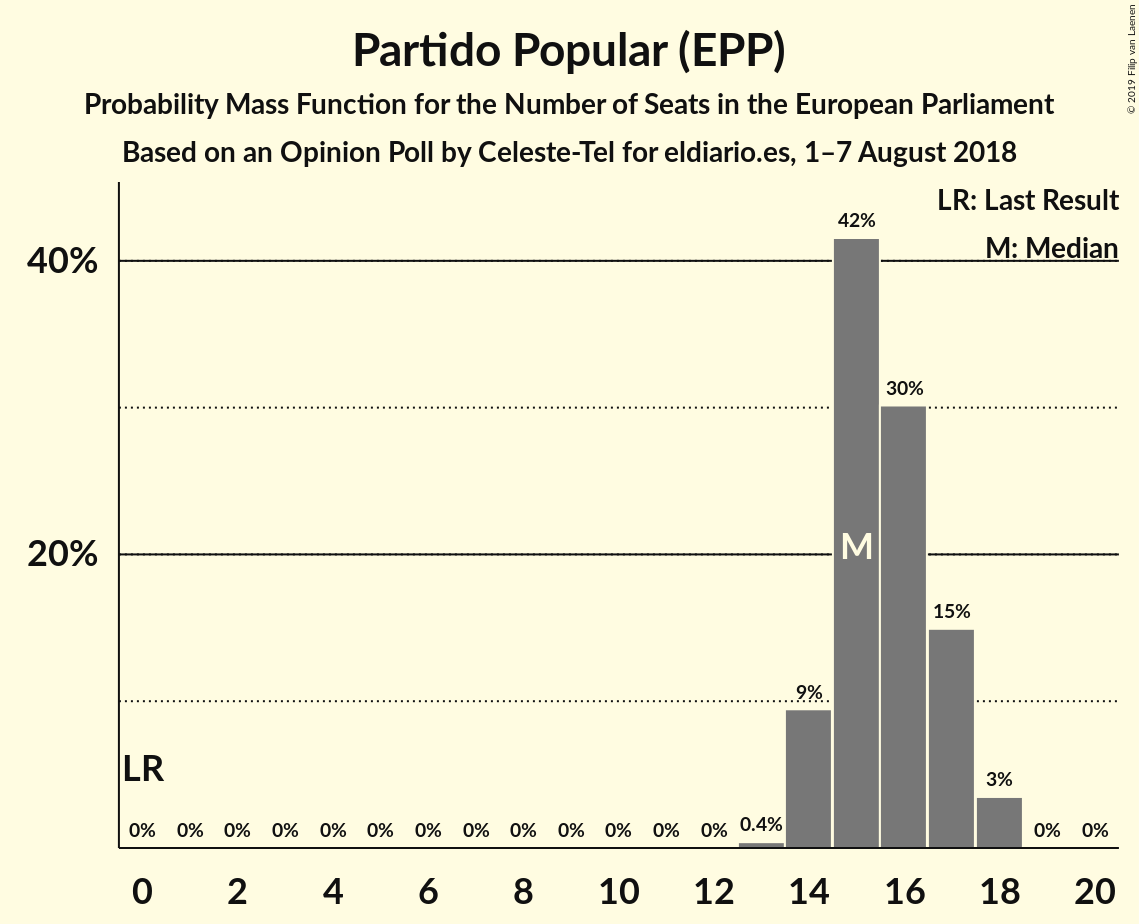 Partido Popular (EPP)
Probability Mass Function for the Number of Seats in the European Parliament
Based on an Opinion Poll by Celeste-Tel for eldiario.es, 1–7 August 2018
© 2019 Filip van Laenen
LR: Last Result
M: Median
42%
40%
30%
M
20%
15%
9%
LR
3%
0% 0% 0% 0% 0% 0% 0% 0% 0% 0% 0% 0% 0% 0.4% 0% 0%
0 2 4 6 8 10 12 14 16 18 20